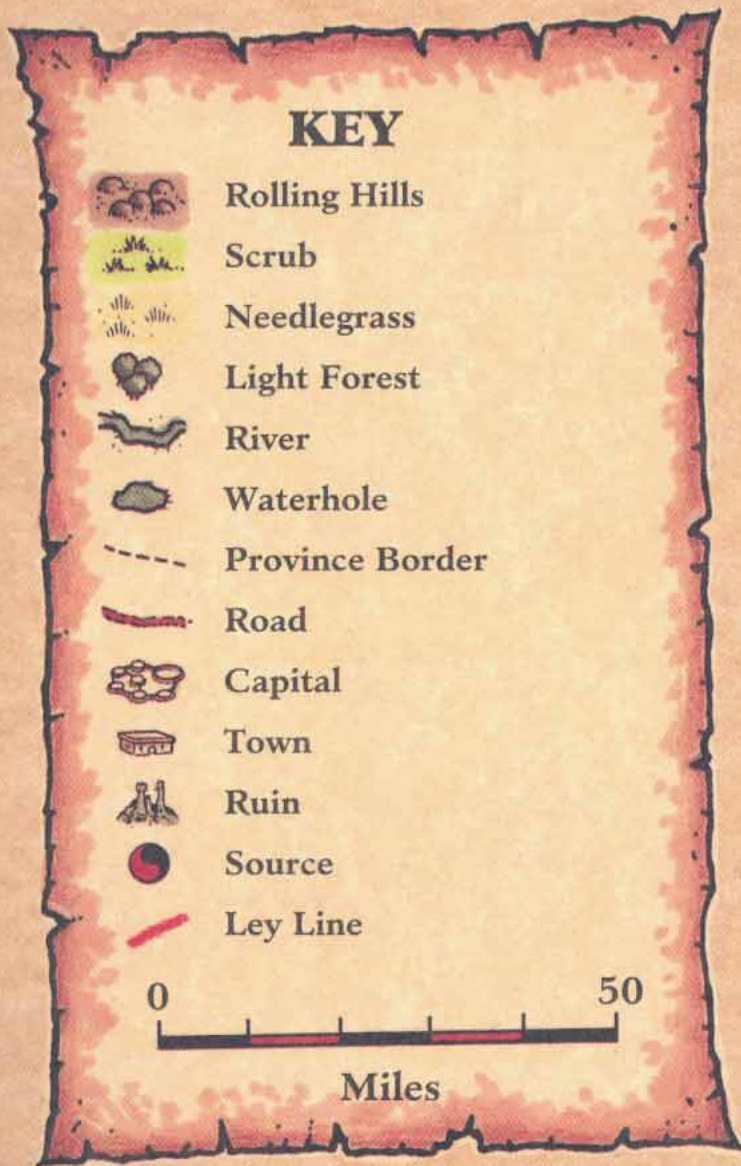 KEY
Rolling Hills
Scrub
Needlegrass
Light Forest
River
Waterhole
Province Border
Road
Capital
Town
Ruin
Source
Ley Line
0 50
Miles